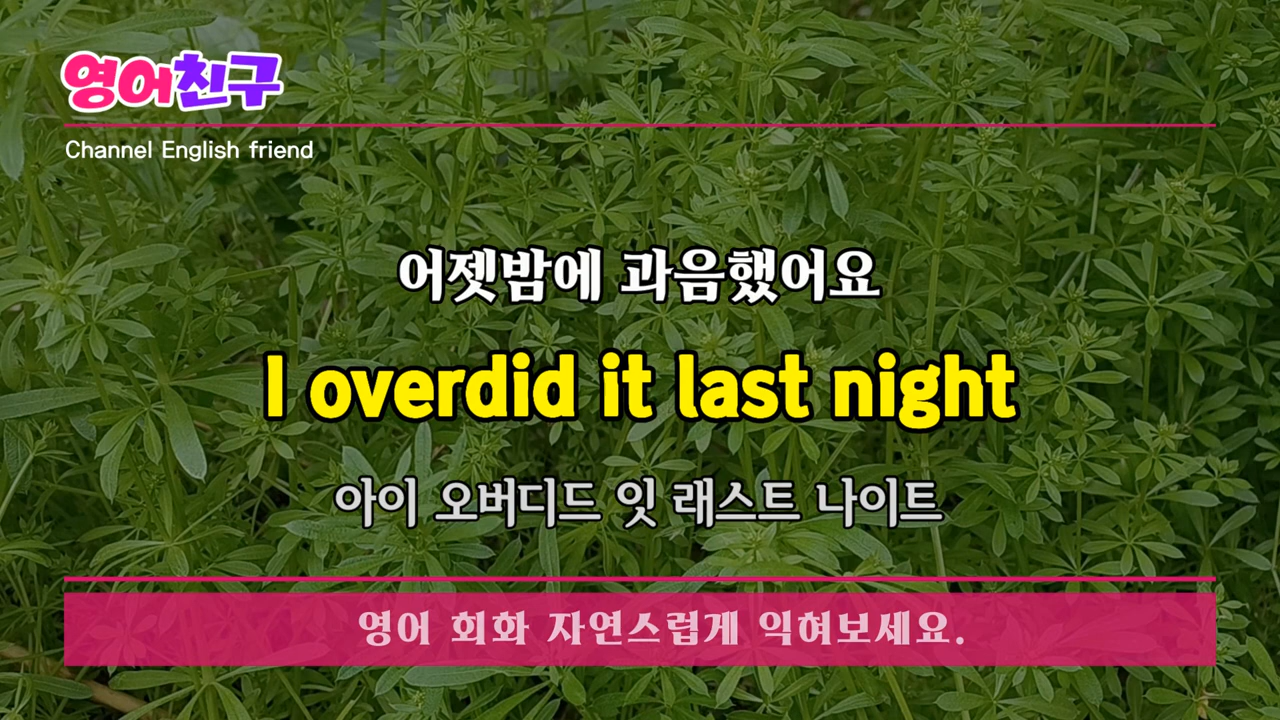 영어친구
Channel English friend
어젯밤에 과음했어요
I overdid it last night
아이 오버디드 잇 래스트 나이트
영어 회화 자연스럽게 익혀보세요.